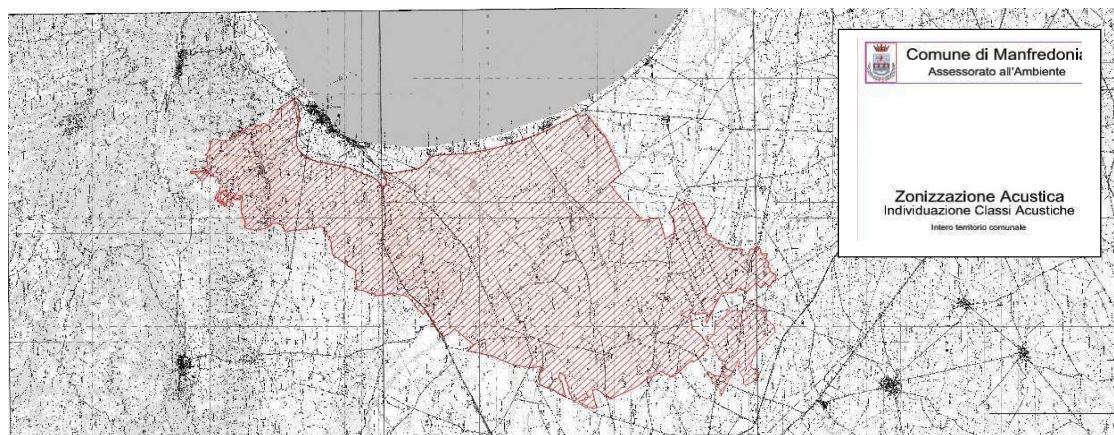 Comune di Manfredonia
Assessorato all'Ambiente
Zonizzazione Acustica
Individuazione Classi Acustiche
Intero territorio comunale